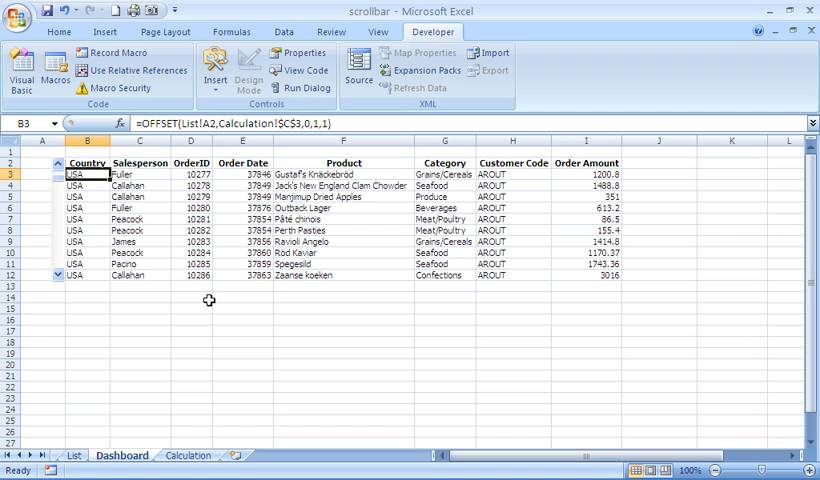 scrollbar - Microsoft Excel
Home Insert Page Layout Formulas Data Review View Developer
Visual Basic
Macros
Record Macro
Use Relative References
Macro Security
Code
Insert
Design Mode
Properties
View Code
Run Dialog
Controls
Source
Map Properties
Expansion Packs
Refresh Data
Import
Export
XML
B3 fx =OFFSET(List!A2,Calculation!$C$3,0,1,1)
A B C D E F G H I J K L
1
2 Country Salesperson OrderID Order Date Product Category Customer Code Order Amount
3 USA Fuller 10277 37846 Gustaf's Knäckebröd Grains/Cereals AROUT 1200.8
4 USA Callahan 10278 37849 Jack's New England Clam Chowder Seafood AROUT 1488.8
5 USA Callahan 10279 37849 Manjimup Dried Apples Produce AROUT 351
6 USA Fuller 10280 37876 Outback Lager Beverages AROUT 613.2
7 USA Peacock 10281 37854 Pâté chinois Meat/Poultry AROUT 86.5
8 USA Peacock 10282 37854 Perth Pasties Meat/Poultry AROUT 155.4
9 USA James 10283 37856 Ravioli Angelo Grains/Cereals AROUT 1414.8
10 USA Peacock 10284 37860 Röd Kaviar Seafood AROUT 1170.37
11 USA Pacino 10285 37859 Spegesild Seafood AROUT 1743.36
12 USA Callahan 10286 37863 Zaanse koeken Confections AROUT 3016
13
14
15
16
17
18
19
20
21
22
23
24
25
26
27
List Dashboard Calculation
Ready 100%